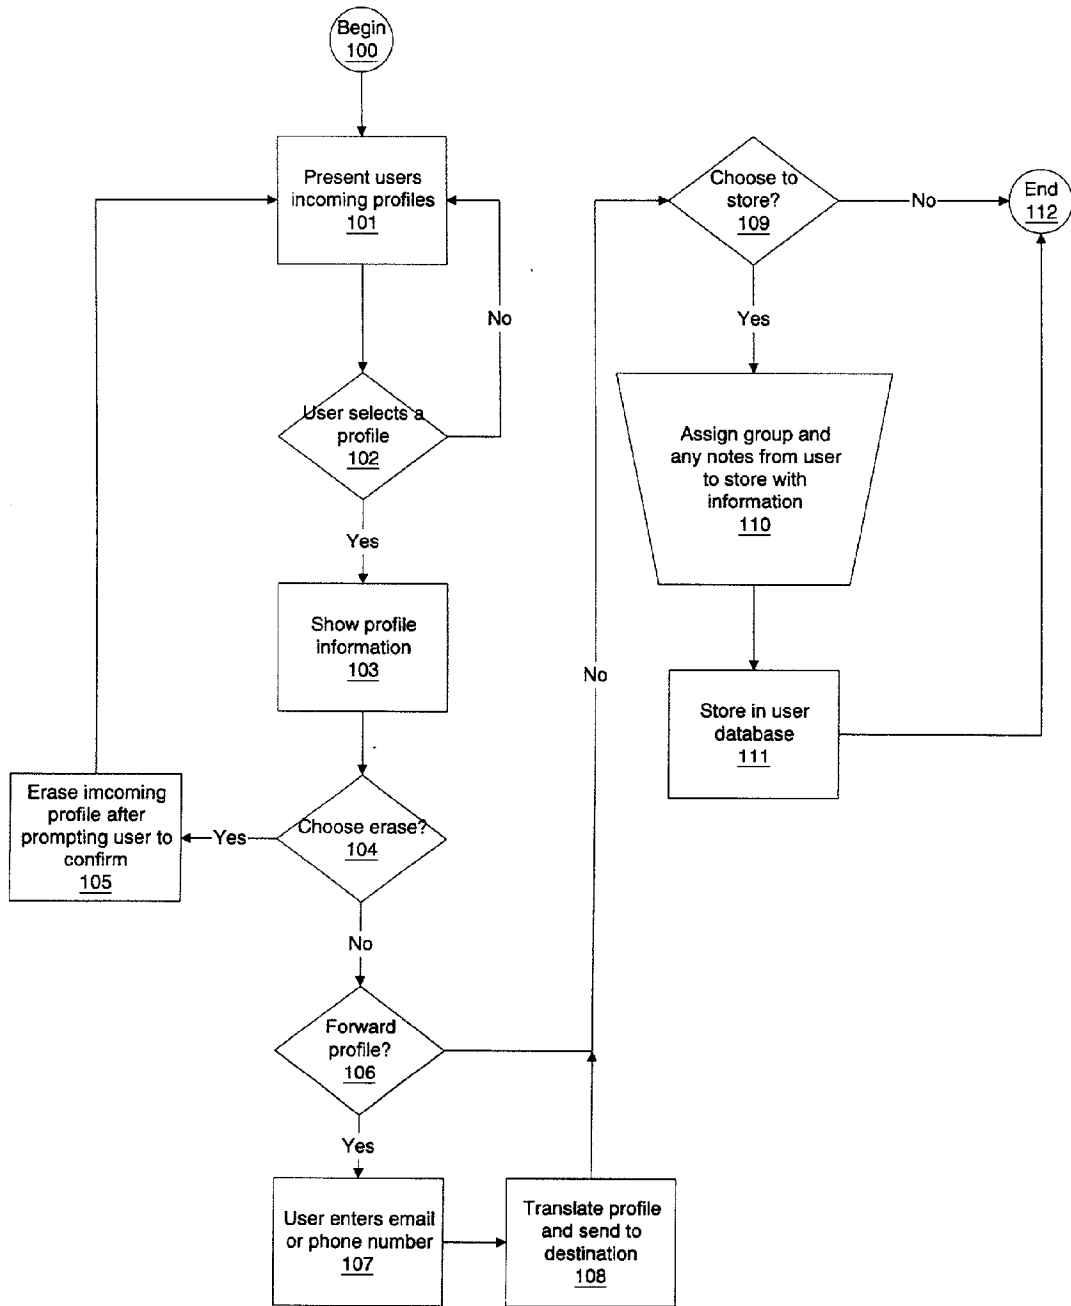 Begin
100
Present users
incoming profiles
101
No
User selects a
profile
102
Yes
Show profile
information
103
Choose erase?
104
Yes
Erase imcoming
profile after
prompting user to
confirm
105
No
Forward
profile?
106
No
Yes
User enters email
or phone number
107
Translate profile
and send to
destination
108
Choose to
store?
109
No
End
112
Yes
Assign group and
any notes from user
to store with
information
110
Store in user
database
111